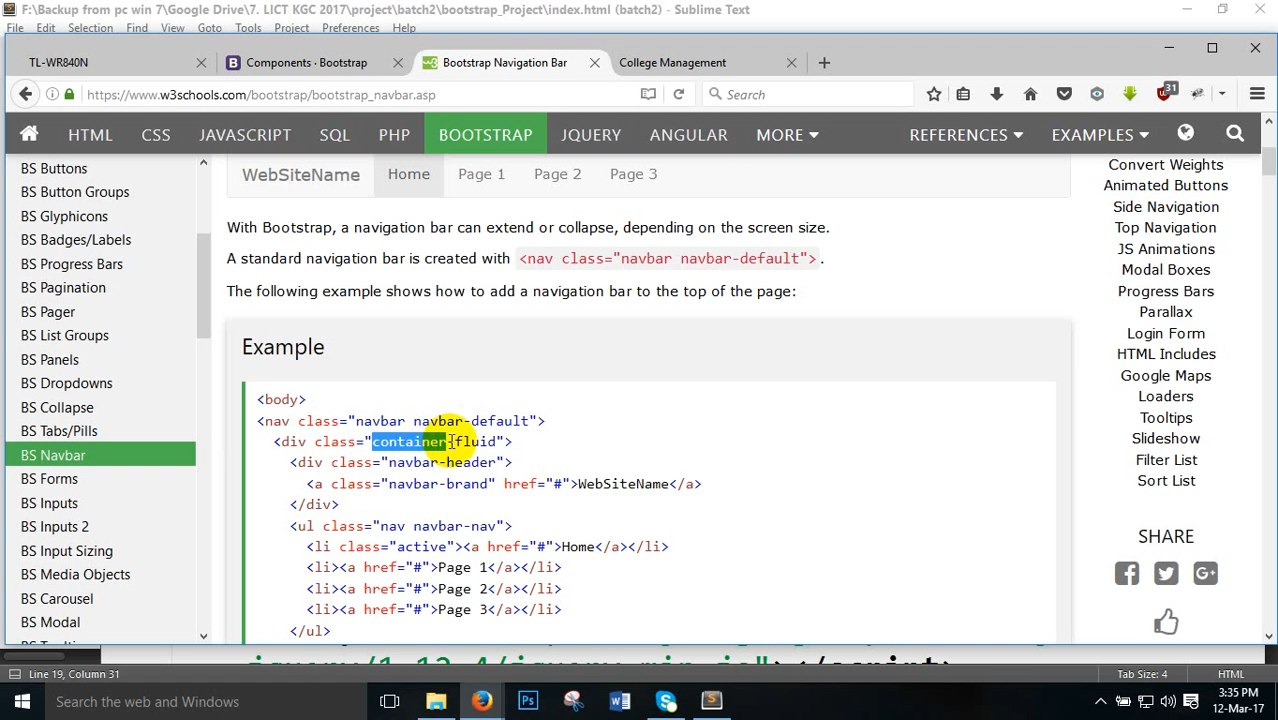 F:\Backup from pc win 7\Google Drive\7. LICT KGC 2017\project\batch2\bootstrap_Project\index.html (batch2) - Sublime Text
File Edit Selection Find View Goto Tools Project Preferences Help
TL-WR840N Components · Bootstrap Bootstrap Navigation Bar College Management
https://www.w3schools.com/bootstrap/bootstrap_navbar.asp Search 31
HTML CSS JAVASCRIPT SQL PHP BOOTSTRAP JQUERY ANGULAR MORE REFERENCES EXAMPLES
BS Buttons
BS Button Groups
BS Glyphicons
BS Badges/Labels
BS Progress Bars
BS Pagination
BS Pager
BS List Groups
BS Panels
BS Dropdowns
BS Collapse
BS Tabs/Pills
BS Navbar
BS Forms
BS Inputs
BS Inputs 2
BS Input Sizing
BS Media Objects
BS Carousel
BS Modal
WebSiteName Home Page 1 Page 2 Page 3
With Bootstrap, a navigation bar can extend or collapse, depending on the screen size.
A standard navigation bar is created with <nav class="navbar navbar-default">.
The following example shows how to add a navigation bar to the top of the page:
Example
<body>
<nav class="navbar navbar-default">
<div class="container-fluid">
<div class="navbar-header">
<a class="navbar-brand" href="#">WebSiteName</a>
</div>
<ul class="nav navbar-nav">
<li class="active"><a href="#">Home</a></li>
<li><a href="#">Page 1</a></li>
<li><a href="#">Page 2</a></li>
<li><a href="#">Page 3</a></li>
</ul>
Convert Weights
Animated Buttons
Side Navigation
Top Navigation
JS Animations
Modal Boxes
Progress Bars
Parallax
Login Form
HTML Includes
Google Maps
Loaders
Tooltips
Slideshow
Filter List
Sort List
SHARE
jquery/1.12.4/jquery.min.js"></script>
Line 19, Column 31 Tab Size: 4 HTML
Search the web and Windows
3:35 PM
12-Mar-17